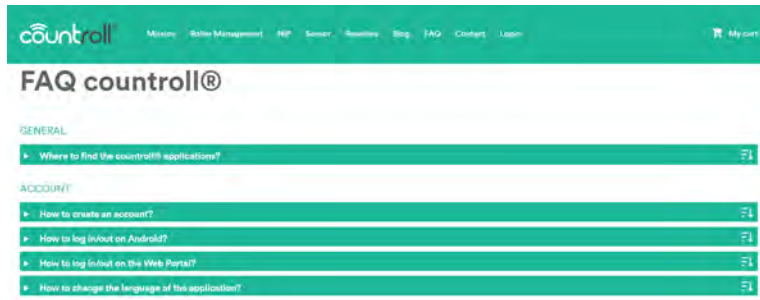 countroll®
Mission Roller Management NIP Sensor Resellers Blog FAQ Contact Login My cart
FAQ countroll®
GENERAL
Where to find the countroll® applications?
ACCOUNT
How to create an account?
How to log in/out on Android?
How to log in/out on the Web Portal?
How to change the language of the application?